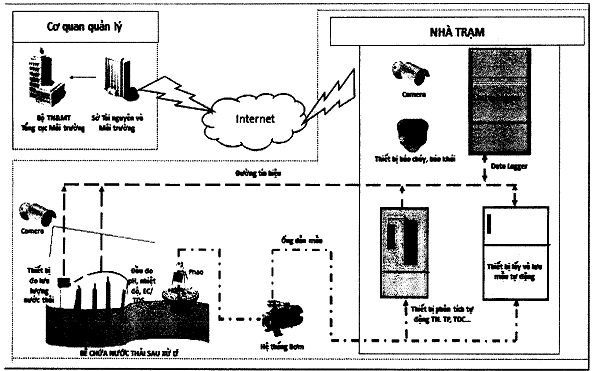 Cơ quan quản lý
NHÀ TRẠM
Bộ TN&MT
Tổng cục Môi trường
Sở Tài nguyên và
Môi trường
Internet
Camera
Thiết bị báo cháy, báo khói
Data Logger
Đường tín hiệu
Camera
Thiết bị
đo lưu
lượng
nước thải
Đầu đo
pH, nhiệt
độ, EC/
TDS
Phao
Ống dẫn mẫu
Hệ thống Bơm
Thiết bị phân tích tự
động TN, TP, TOC...
Thiết bị lấy và lưu
mẫu tự động
BỂ CHỨA NƯỚC THẢI SAU XỬ LÍ